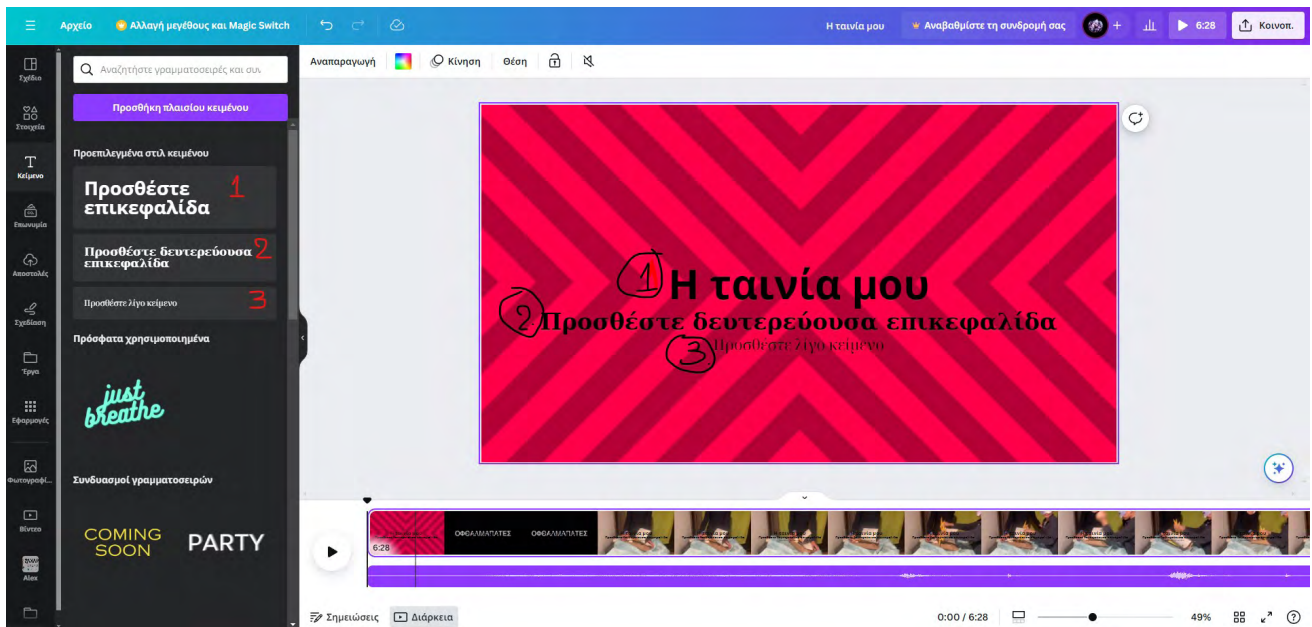 Αρχείο
Αλλαγή μεγέθους και Magic Switch
Η ταινία μου
Αναβαθμίστε τη συνδρομή σας
6:28
Κοινοπ.
Σχέδιο
Στοιχεία
Κείμενο
Επωνυμία
Αποστολές
Σχεδίαση
Έργα
Εφαρμογές
Φωτογραφί...
Βίντεο
Alex
Αναζητήστε γραμματοσειρές και συν
Προσθήκη πλαισίου κειμένου
Προεπιλεγμένα στιλ κειμένου
Προσθέστε 1
επικεφαλίδα
Προσθέστε δευτερεύουσα 2
επικεφαλίδα
Προσθέστε λίγο κείμενο 3
Πρόσφατα χρησιμοποιημένα
just
breathe
Συνδυασμοί γραμματοσειρών
COMING
SOON
PARTY
Αναπαραγωγή
Κίνηση
Θέση
1 Η ταινία μου
2 Προσθέστε δευτερεύουσα επικεφαλίδα
3 Προσθέστε λίγο κείμενο
6:28
ΟΦΘΑΛΜΑΠΑΤΕΣ
ΟΦΘΑΛΜΑΠΑΤΕΣ
Σημειώσεις
Διάρκεια
0:00 / 6:28
49%